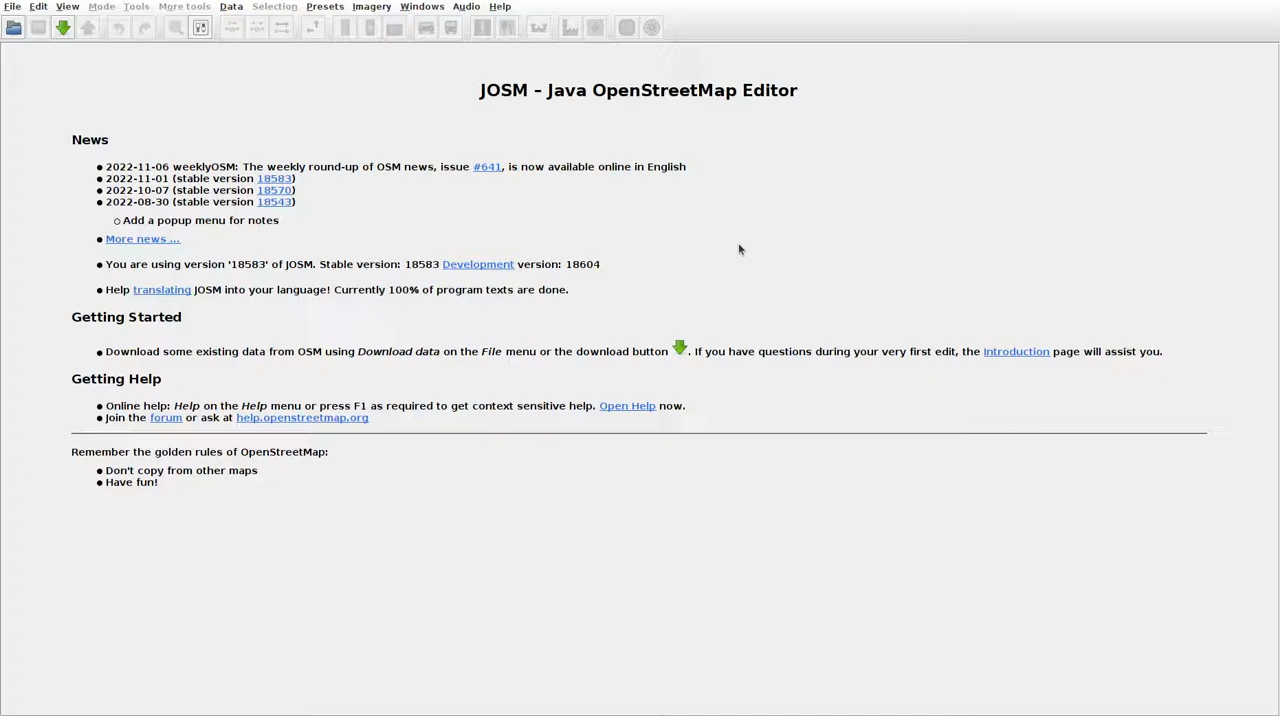 File Edit View Mode Tools More tools Data Selection Presets Imagery Windows Audio Help
JOSM – Java OpenStreetMap Editor
News
2022-11-06 weeklyOSM: The weekly round-up of OSM news, issue #641, is now available online in English
2022-11-01 (stable version 18583)
2022-10-07 (stable version 18570)
2022-08-30 (stable version 18543)
Add a popup menu for notes
More news ...
You are using version '18583' of JOSM. Stable version: 18583 Development version: 18604
Help translating JOSM into your language! Currently 100% of program texts are done.
Getting Started
Download some existing data from OSM using Download data on the File menu or the download button . If you have questions during your very first edit, the Introduction page will assist you.
Getting Help
Online help: Help on the Help menu or press F1 as required to get context sensitive help. Open Help now.
Join the forum or ask at help.openstreetmap.org
Remember the golden rules of OpenStreetMap:
Don't copy from other maps
Have fun!